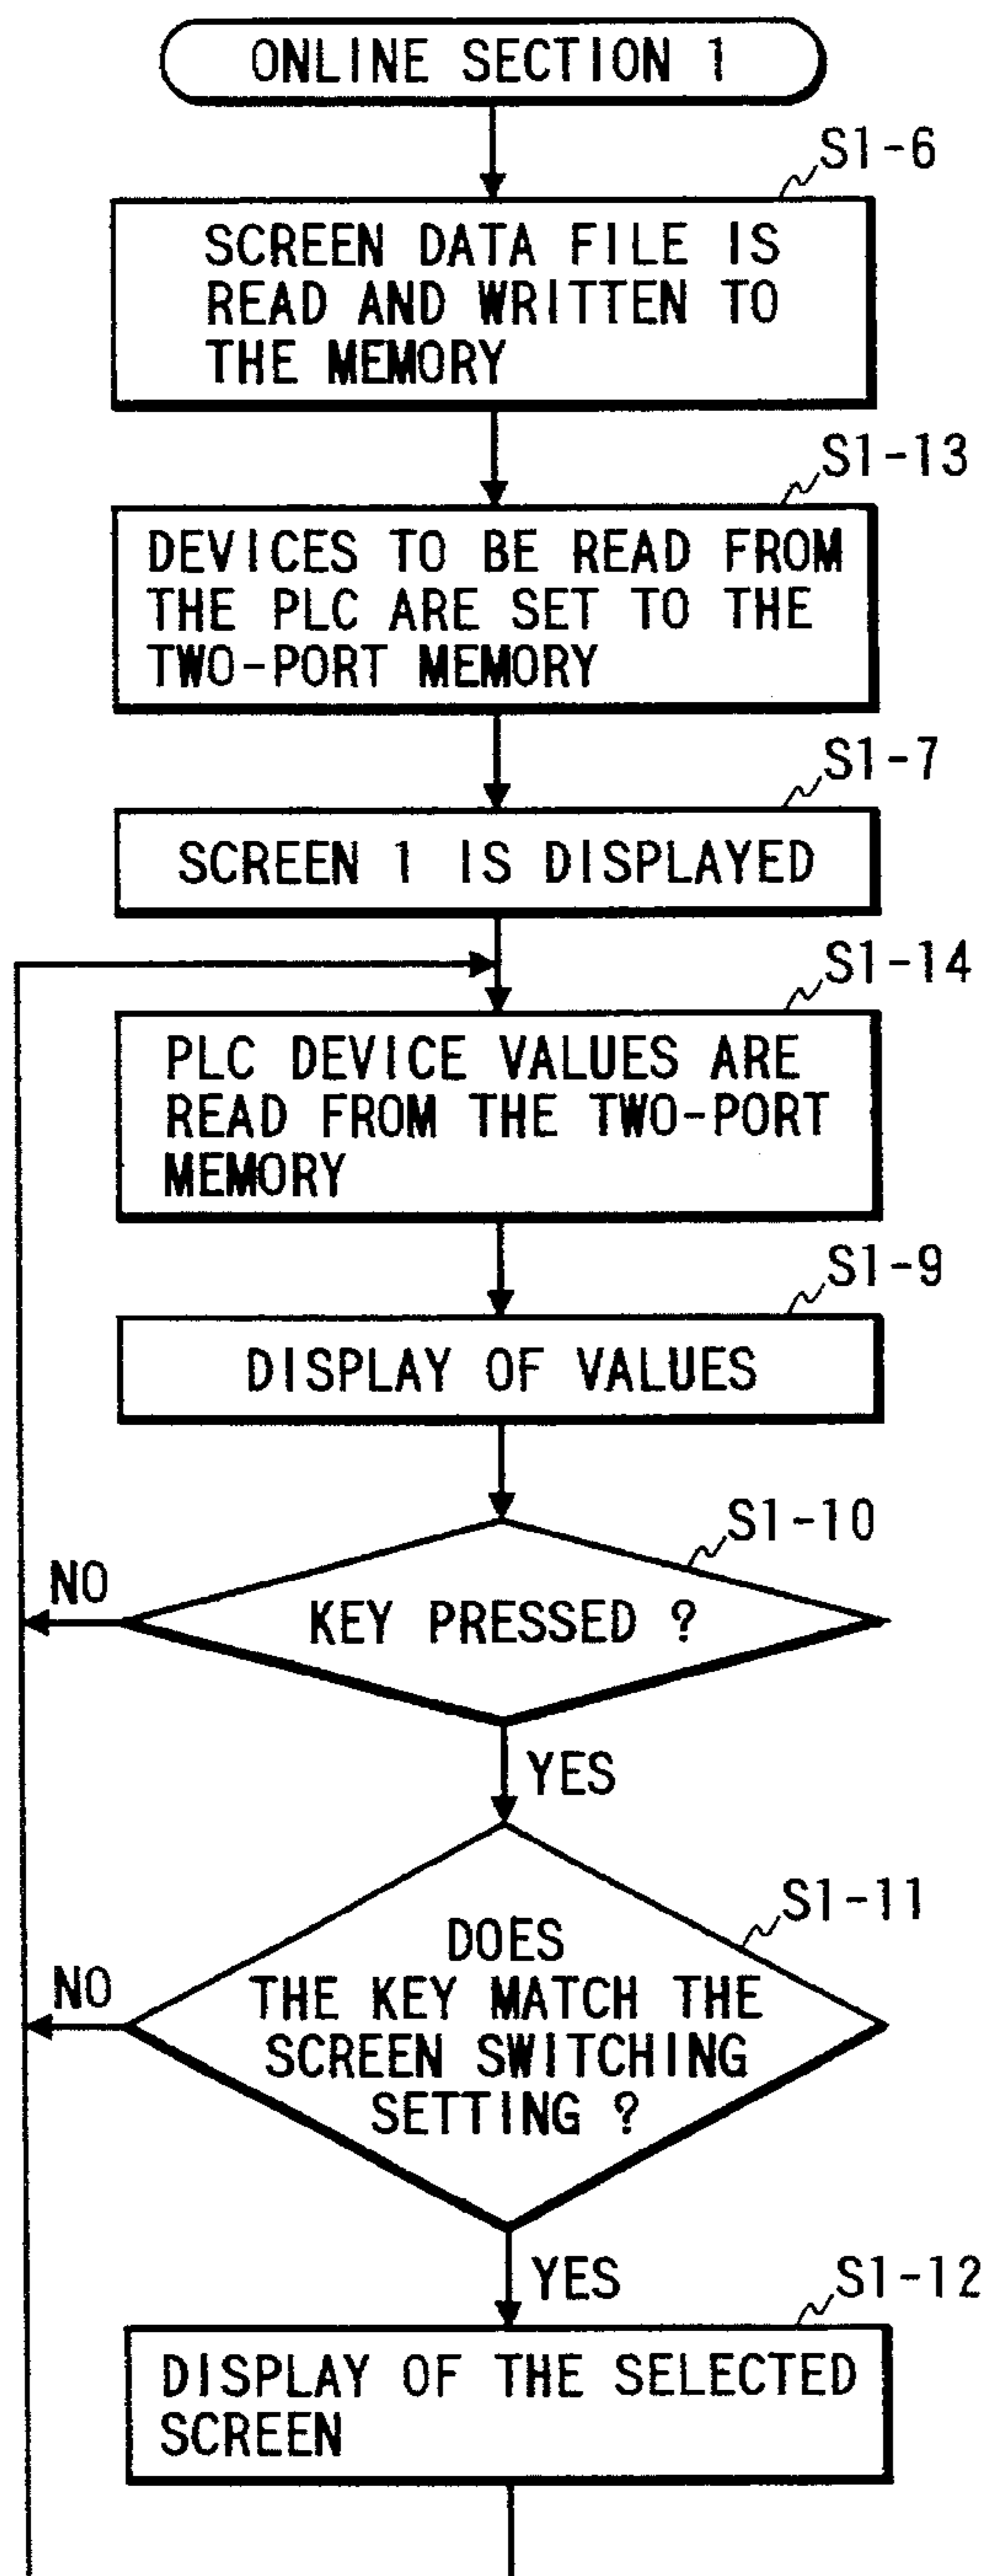 ONLINE SECTION 1
S1-6
SCREEN DATA FILE IS
READ AND WRITTEN TO
THE MEMORY
S1-13
DEVICES TO BE READ FROM
THE PLC ARE SET TO THE
TWO-PORT MEMORY
S1-7
SCREEN 1 IS DISPLAYED
S1-14
PLC DEVICE VALUES ARE
READ FROM THE TWO-PORT
MEMORY
S1-9
DISPLAY OF VALUES
S1-10
NO
KEY PRESSED ?
YES
S1-11
DOES
NO
THE KEY MATCH THE
SCREEN SWITCHING
SETTING ?
YES
S1-12
DISPLAY OF THE SELECTED
SCREEN